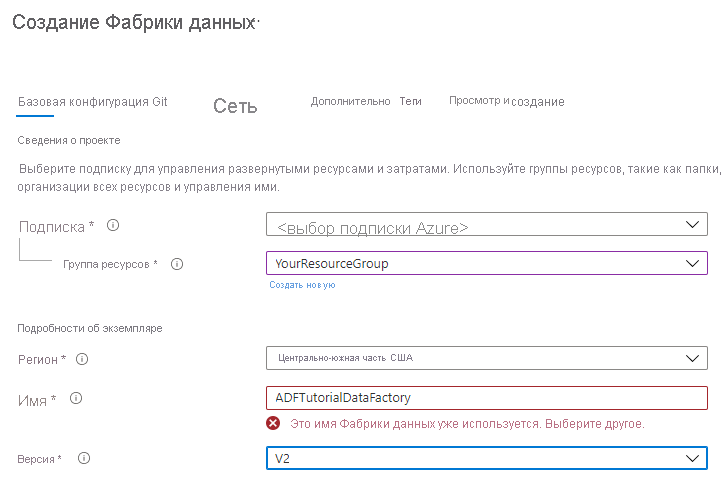 Создание Фабрики данных
Базовая конфигурация Git Сеть Дополнительно Теги Просмотр и создание
Сведения о проекте
Выберите подписку для управления развернутыми ресурсами и затратами. Используйте группы ресурсов, такие как папки,
организации всех ресурсов и управления ими.
Подписка * <выбор подписки Azure>
Группа ресурсов * YourResourceGroup
Создать новую
Подробности об экземпляре
Регион * Центрально-южная часть США
Имя * ADFTutorialDataFactory
Это имя Фабрики данных уже используется. Выберите другое.
Версия * V2